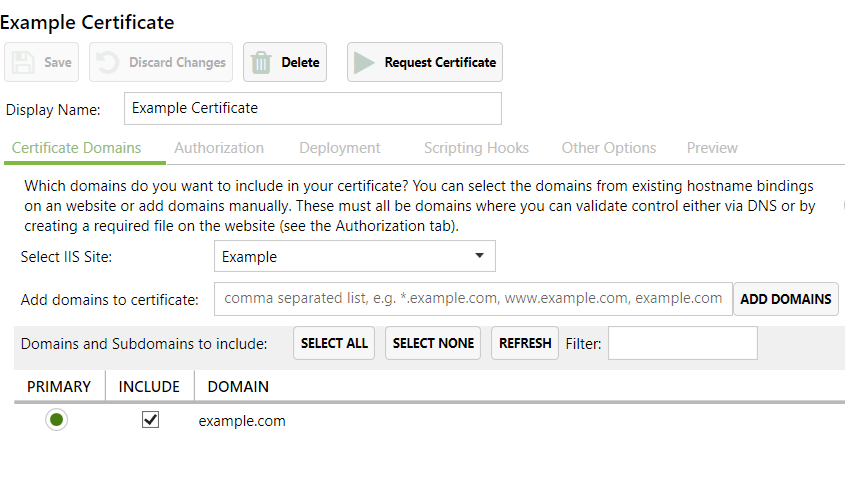 Example Certificate
Save Discard Changes Delete Request Certificate
Display Name: Example Certificate
Certificate Domains Authorization Deployment Scripting Hooks Other Options Preview
Which domains do you want to include in your certificate? You can select the domains from existing hostname bindings
on an website or add domains manually. These must all be domains where you can validate control either via DNS or by
creating a required file on the website (see the Authorization tab).
Select IIS Site: Example
Add domains to certificate: comma separated list, e.g. *.example.com, www.example.com, example.com ADD DOMAINS
Domains and Subdomains to include: SELECT ALL SELECT NONE REFRESH Filter:
PRIMARY INCLUDE DOMAIN
example.com